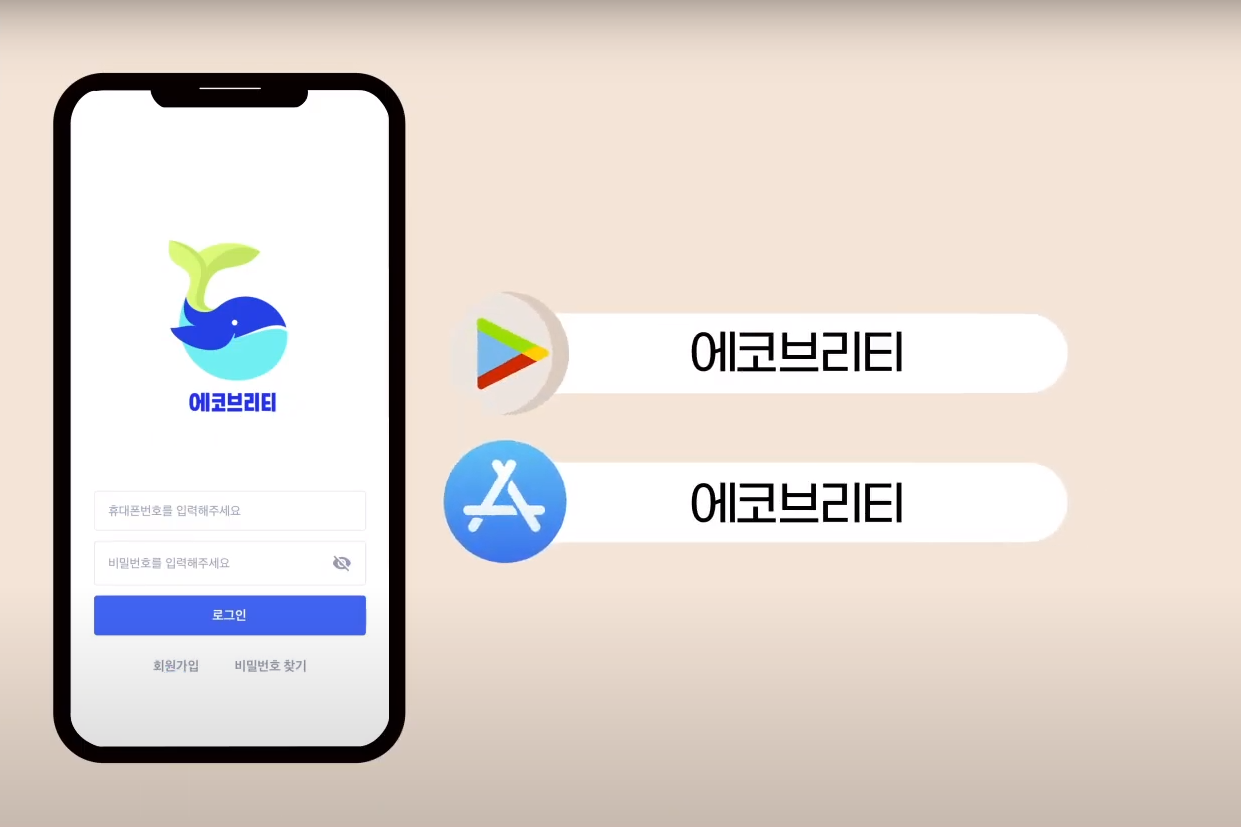 에코브리티
휴대폰번호를 입력해주세요
비밀번호를 입력해주세요
로그인
회원가입 비밀번호 찾기
에코브리티
에코브리티